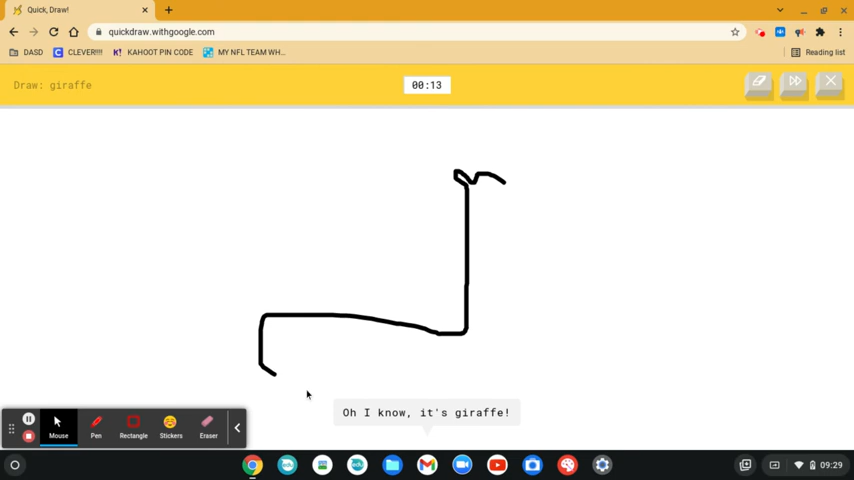 Quick, Draw!
quickdraw.withgoogle.com
DASD
CLEVER!!!!
KAHOOT PIN CODE
MY NFL TEAM WH...
Reading list
Draw: giraffe
00:13
Oh I know, it's giraffe!
Mouse
Pen
Rectangle
Stickers
Eraser
09:29